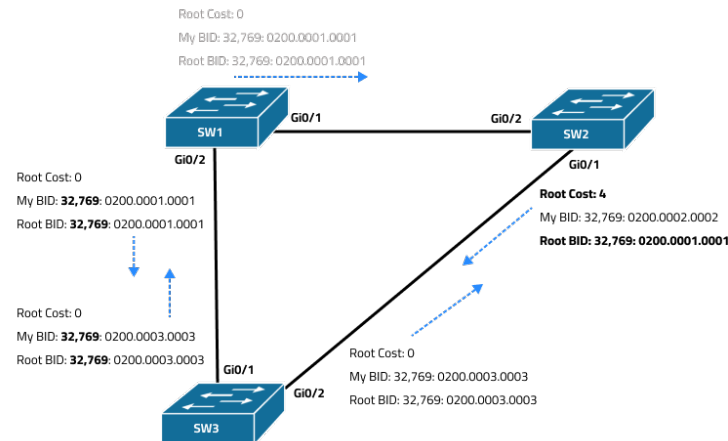 Root Cost: 0
My BID: 32,769: 0200.0001.0001
Root BID: 32,769: 0200.0001.0001
SW1
Gi0/1
Gi0/2
Gi0/2
SW2
Gi0/1
Root Cost: 0
My BID: 32,769: 0200.0001.0001
Root BID: 32,769: 0200.0001.0001
Root Cost: 4
My BID: 32,769: 0200.0002.0002
Root BID: 32,769: 0200.0001.0001
Root Cost: 0
My BID: 32,769: 0200.0003.0003
Root BID: 32,769: 0200.0003.0003
Root Cost: 0
My BID: 32,769: 0200.0003.0003
Root BID: 32,769: 0200.0003.0003
Gi0/1
Gi0/2
SW3